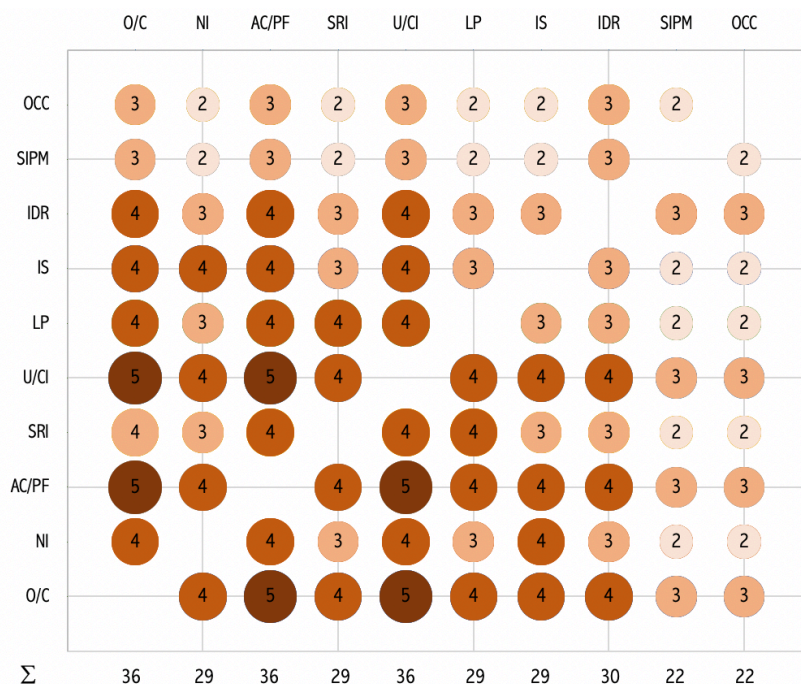 O/C NI AC/PF SRI U/CI LP IS IDR SIPM OCC
OCC 3 2 3 2 3 2 2 3 2
SIPM 3 2 3 2 3 2 2 3 2
IDR 4 3 4 3 4 3 3 3 3
IS 4 4 4 3 4 3 3 2 2
LP 4 3 4 4 4 3 3 2 2
U/CI 5 4 5 4 4 4 4 3 3
SRI 4 3 4 4 4 3 3 2 2
AC/PF 5 4 4 5 4 4 4 3 3
NI 4 4 3 4 3 4 3 2 2
O/C 4 5 4 5 4 4 4 3 3
Σ 36 29 36 29 36 29 29 30 22 22